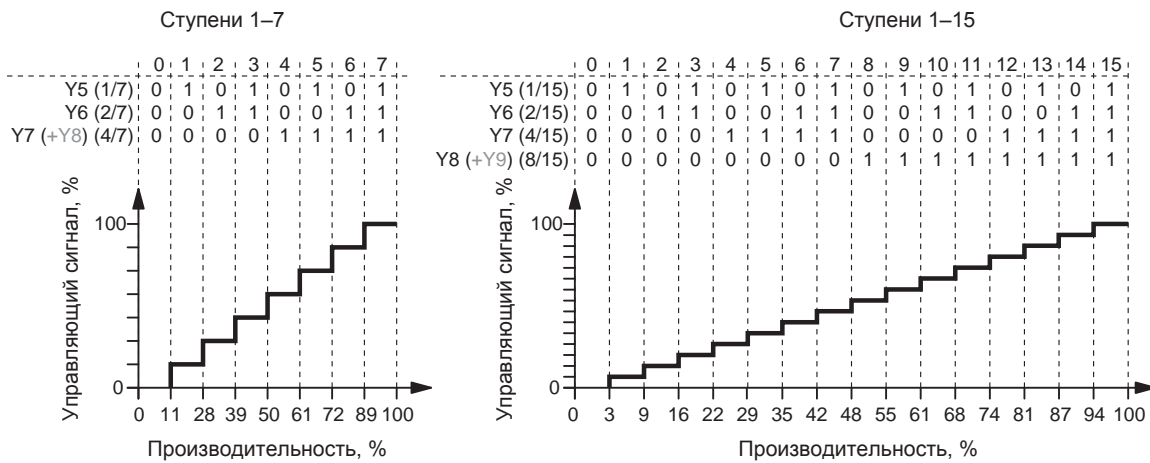 Ступени 1–7
0 1 2 3 4 5 6 7
Y5 (1/7) 0 1 0 1 0 1 0 1
Y6 (2/7) 0 0 1 1 0 0 1 1
Y7 (+Y8) (4/7) 0 0 0 0 1 1 1 1
Управляющий сигнал, %
100
0
0 11 28 39 50 61 72 89 100
Производительность, %
Ступени 1–15
0 1 2 3 4 5 6 7 8 9 10 11 12 13 14 15
Y5 (1/15) 0 1 0 1 0 1 0 1 0 1 0 1 0 1 0 1
Y6 (2/15) 0 0 1 1 0 0 1 1 0 0 1 1 0 0 1 1
Y7 (4/15) 0 0 0 0 1 1 1 1 0 0 0 0 1 1 1 1
Y8 (+Y9) (8/15) 0 0 0 0 0 0 0 0 1 1 1 1 1 1 1 1
Управляющий сигнал, %
100
0
0 3 9 16 22 29 35 42 48 55 61 68 74 81 87 94 100
Производительность, %